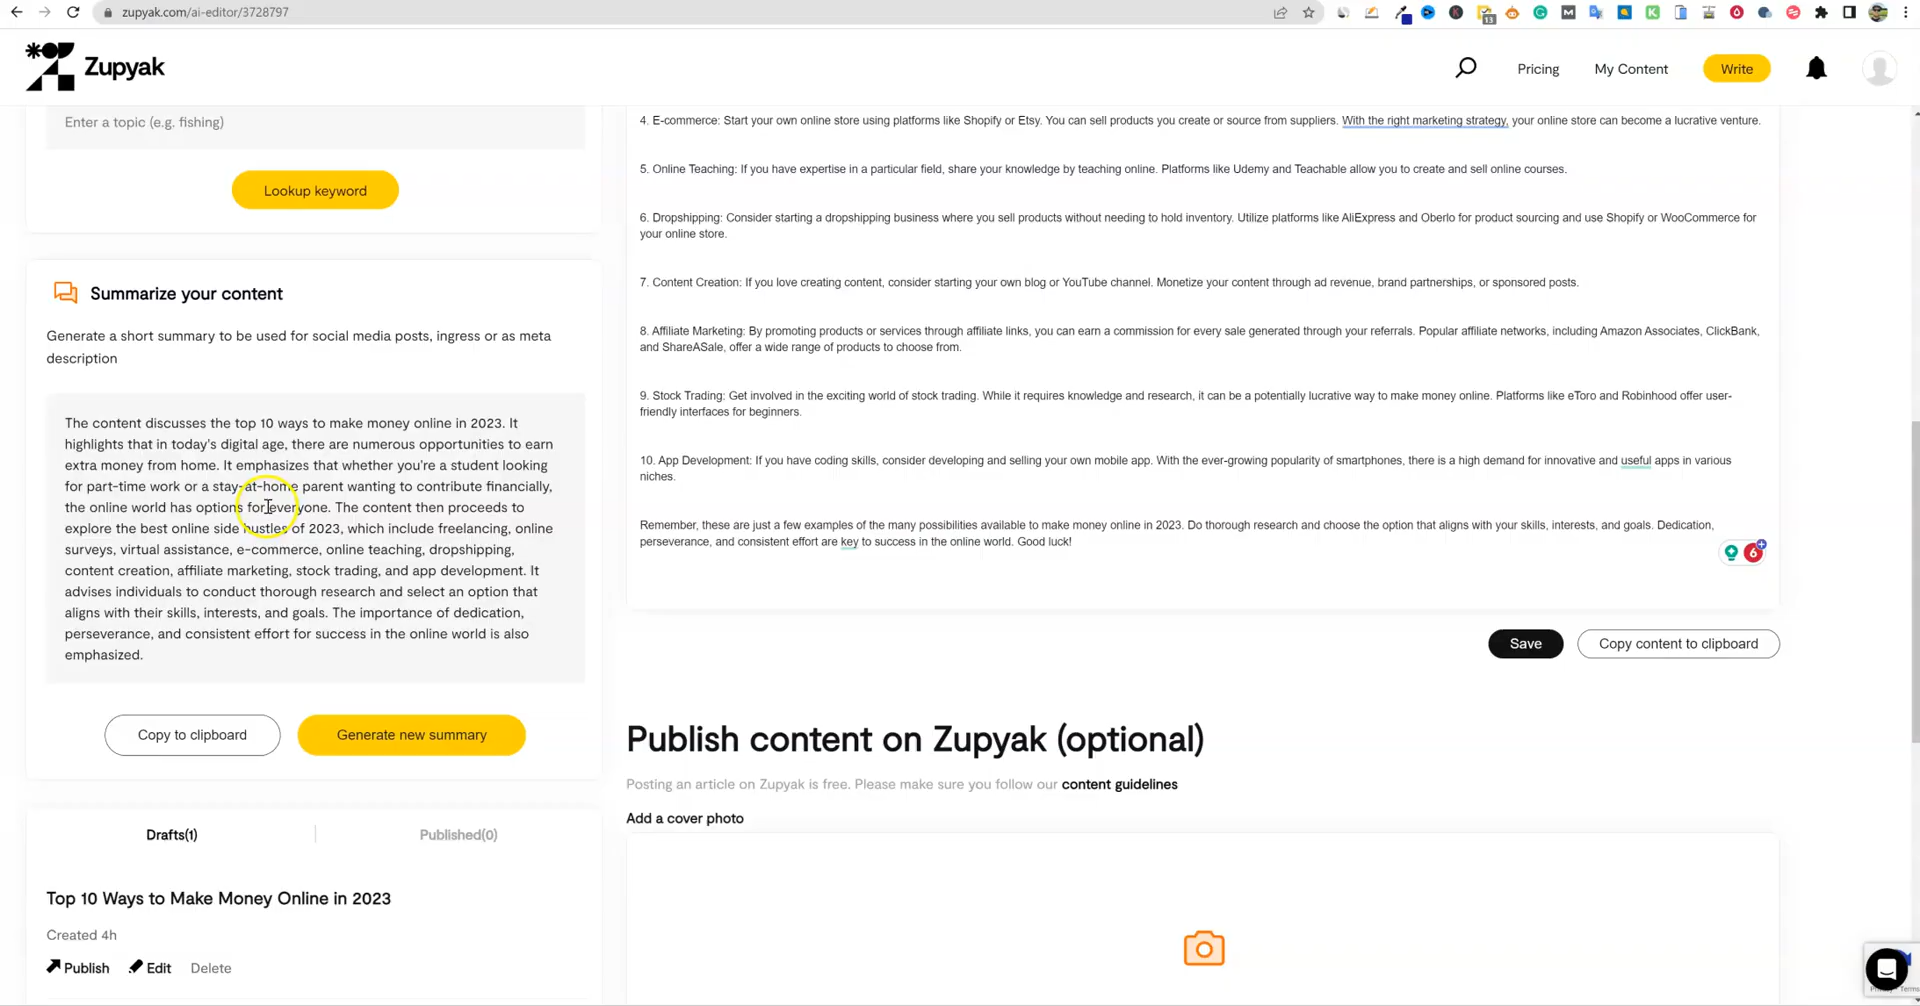 zupyak.com/ai-editor/3728797
13
Zupyak
Pricing
My Content
Write
Enter a topic (e.g. fishing)
Lookup keyword
Summarize your content
Generate a short summary to be used for social media posts, ingress or as meta
description
The content discusses the top 10 ways to make money online in 2023. It
highlights that in today's digital age, there are numerous opportunities to earn
extra money from home. It emphasizes that whether you're a student looking
for part-time work or a stay-at-home parent wanting to contribute financially,
the online world has options for everyone. The content then proceeds to
explore the best online side hustles of 2023, which include freelancing, online
surveys, virtual assistance, e-commerce, online teaching, dropshipping,
content creation, affiliate marketing, stock trading, and app development. It
advises individuals to conduct thorough research and select an option that
aligns with their skills, interests, and goals. The importance of dedication,
perseverance, and consistent effort for success in the online world is also
emphasized.
Copy to clipboard
Generate new summary
Drafts(1)
Published(0)
Top 10 Ways to Make Money Online in 2023
Created 4h
Publish
Edit
Delete
4. E-commerce: Start your own online store using platforms like Shopify or Etsy. You can sell products you create or source from suppliers. With the right marketing strategy, your online store can become a lucrative venture.
5. Online Teaching: If you have expertise in a particular field, share your knowledge by teaching online. Platforms like Udemy and Teachable allow you to create and sell online courses.
6. Dropshipping: Consider starting a dropshipping business where you sell products without needing to hold inventory. Utilize platforms like AliExpress and Oberlo for product sourcing and use Shopify or WooCommerce for
your online store.
7. Content Creation: If you love creating content, consider starting your own blog or YouTube channel. Monetize your content through ad revenue, brand partnerships, or sponsored posts.
8. Affiliate Marketing: By promoting products or services through affiliate links, you can earn a commission for every sale generated through your referrals. Popular affiliate networks, including Amazon Associates, ClickBank,
and ShareASale, offer a wide range of products to choose from.
9. Stock Trading: Get involved in the exciting world of stock trading. While it requires knowledge and research, it can be a potentially lucrative way to make money online. Platforms like eToro and Robinhood offer user-
friendly interfaces for beginners.
10. App Development: If you have coding skills, consider developing and selling your own mobile app. With the ever-growing popularity of smartphones, there is a high demand for innovative and useful apps in various
niches.
Remember, these are just a few examples of the many possibilities available to make money online in 2023. Do thorough research and choose the option that aligns with your skills, interests, and goals. Dedication,
perseverance, and consistent effort are key to success in the online world. Good luck!
6
Save
Copy content to clipboard
Publish content on Zupyak (optional)
Posting an article on Zupyak is free. Please make sure you follow our content guidelines
Add a cover photo